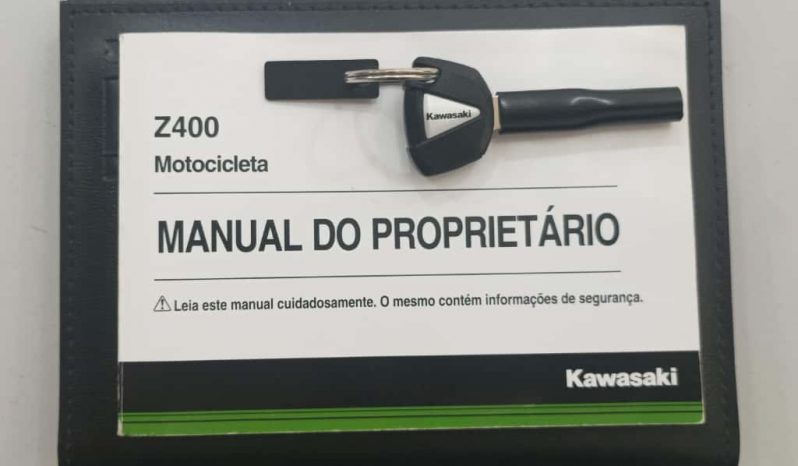 Kawasaki
Z400
Motocicleta
MANUAL DO PROPRIETÁRIO
⚠ Leia este manual cuidadosamente. O mesmo contém informações de segurança.
Kawasaki